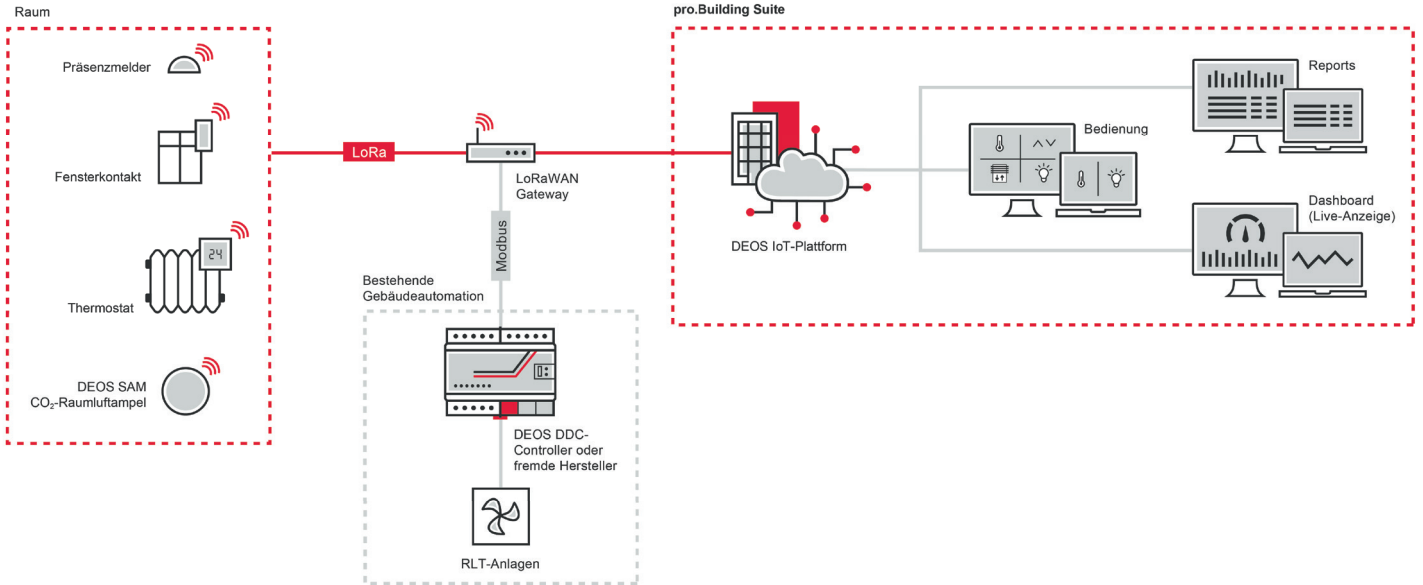 Raum
Präsenzmelder
Fensterkontakt
24
Thermostat
DEOS SAM
CO₂-Raumluftampel
LoRa
LoRaWAN
Gateway
Modbus
Bestehende
Gebäudeautomation
DEOS DDC-
Controller oder
fremde Hersteller
RLT-Anlagen
pro.Building Suite
DEOS IoT-Plattform
Bedienung
Reports
Dashboard
(Live-Anzeige)